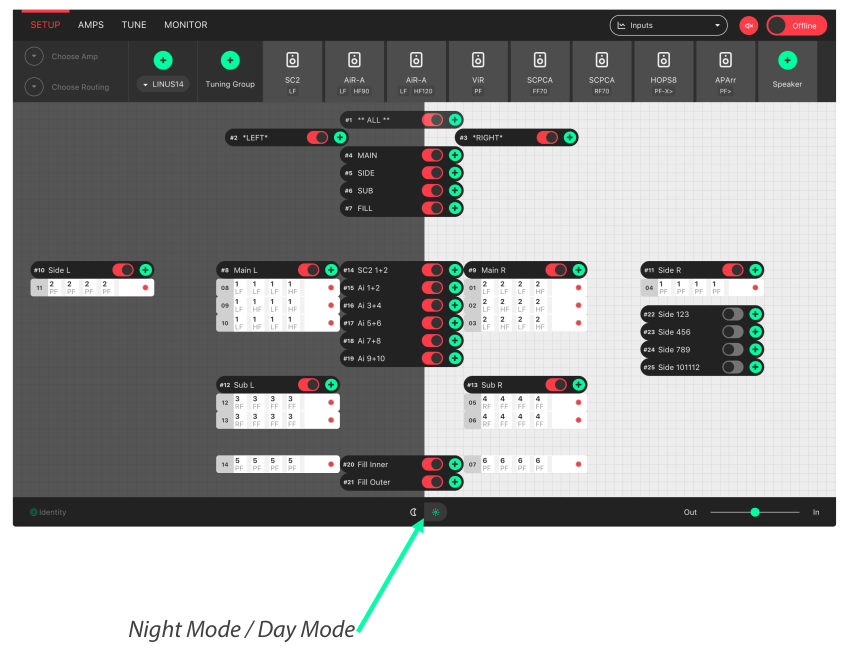 SETUP AMPS TUNE MONITOR Inputs Offline
Choose Amp
Choose Routing
LINUS14
Tuning Group
SC2
LF
AiR-A
LF HF90
AiR-A
LF HF120
ViR
PF
SCPCA
FF70
SCPCA
RF70
HOPS8
PF-X>
APArr
PF>
Speaker
#1 ** ALL **
#2 *LEFT* #3 *RIGHT*
#4 MAIN
#5 SIDE
#6 SUB
#7 FILL
#10 Side L
11 2 2 2 2
PF PF PF PF
#8 Main L
08 1 1 1 1
LF LF LF HF
09 1 1 1 1
LF HF LF HF
10 1 1 1 1
LF HF LF HF
#14 SC2 1+2
#15 Ai 1+2
#16 Ai 3+4
#17 Ai 5+6
#18 Ai 7+8
#19 Ai 9+10
#9 Main R
01 2 2 2 2
LF LF LF HF
02 2 2 2 2
LF HF LF HF
03 2 2 2 2
LF HF LF HF
#11 Side R
04 1 1 1 1
PF PF PF PF
#22 Side 123
#23 Side 456
#24 Side 789
#25 Side 101112
#12 Sub L
12 3 3 3 3
RF FF FF FF
13 3 3 3 3
RF FF FF FF
#13 Sub R
05 4 4 4 4
RF FF FF FF
06 4 4 4 4
RF FF FF FF
14 5 5 5 5
PF PF PF PF
#20 Fill Inner
#21 Fill Outer
07 6 6 6 6
PF PF PF PF
Identity Out In
Night Mode / Day Mode